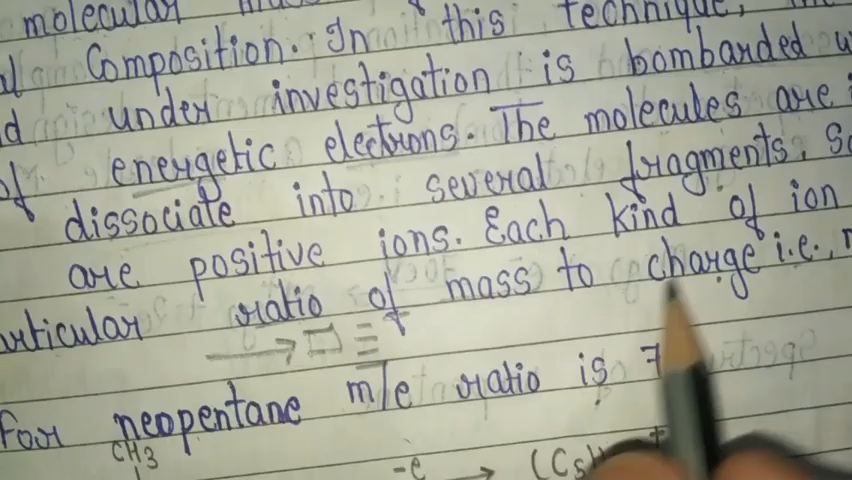 molecular
Composition. In this technique,
under investigation is bombarded
of energetic electrons. The molecules are
dissociate into several fragments.
are positive ions. Each kind of ion
ratio of mass to charge i.e.,
For neopentane m/e ratio is 7
CH3
-e → (C5